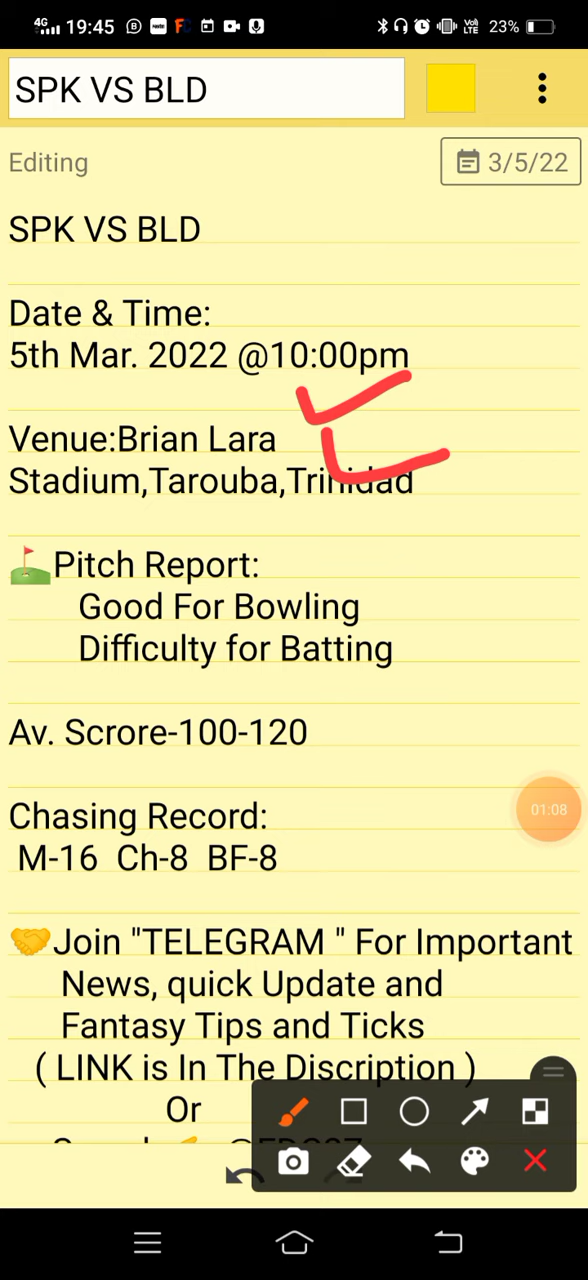 4G 19:45 Vol LTE 23%
SPK VS BLD
Editing 3/5/22
SPK VS BLD
Date & Time:
5th Mar. 2022 @10:00pm
Venue:Brian Lara
Stadium,Tarouba,Trinidad
Pitch Report:
Good For Bowling
Difficulty for Batting
Av. Scrore-100-120
01:08
Chasing Record:
M-16 Ch-8 BF-8
Join "TELEGRAM " For Important
News, quick Update and
Fantasy Tips and Ticks
( LINK is In The Discription )
Or